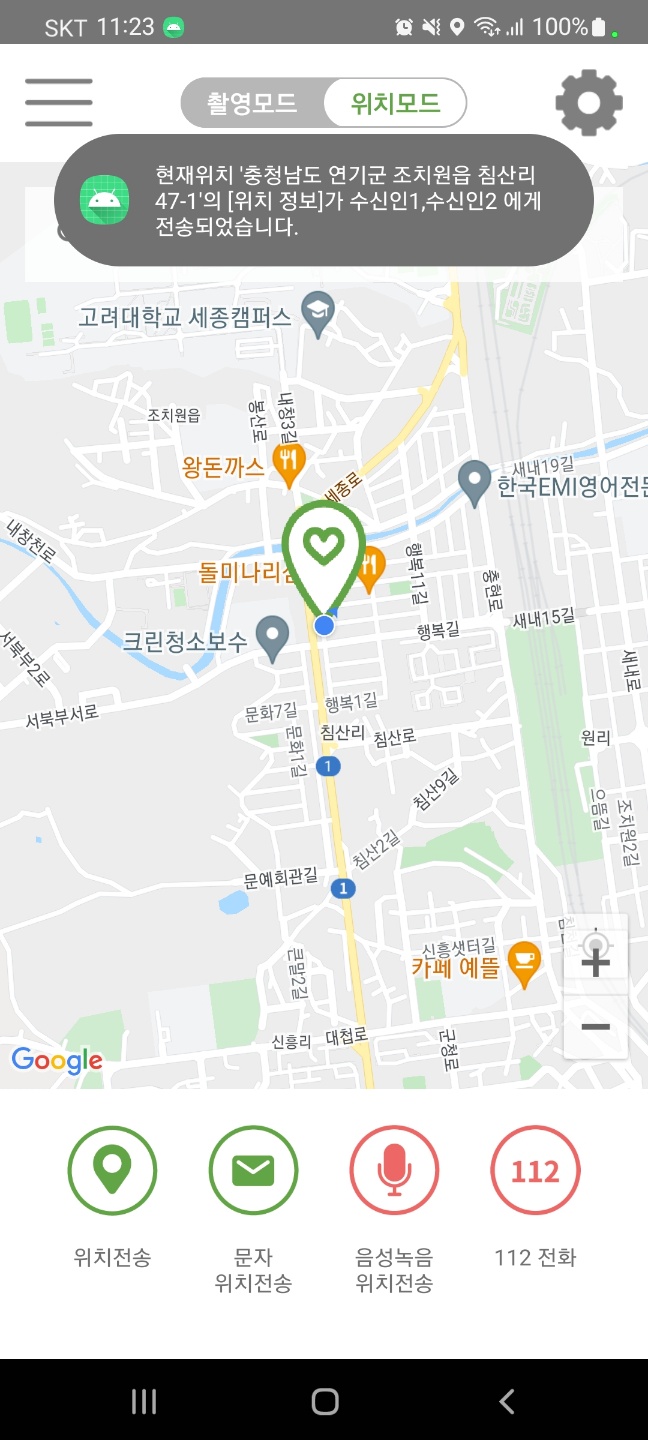 SKT 11:23
100%
촬영모드
위치모드
현재위치 '충청남도 연기군 조치원읍 침산리
47-1'의 [위치 정보]가 수신인1,수신인2 에게
전송되었습니다.
고려대학교 세종캠퍼스
조치원읍
봉산로
내창3길
왕돈까스
세종로
새내19길
한국EMI영어전문
내창천로
돌미나리
행복11길
충현로
새내15길
크린청소보수
행복길
서북부2로
새내로
서북부서로
문화7길
행복1길
문화1길
침산리
침산로
원리
1
침산9길
으뜸길
조치원2길
침산2길
문예회관길
1
신흥샛터길
카페 예뜰
큰말2길
+
−
신흥리
대첩로
군청로
Google
112
위치전송
문자
위치전송
음성녹음
위치전송
112 전화